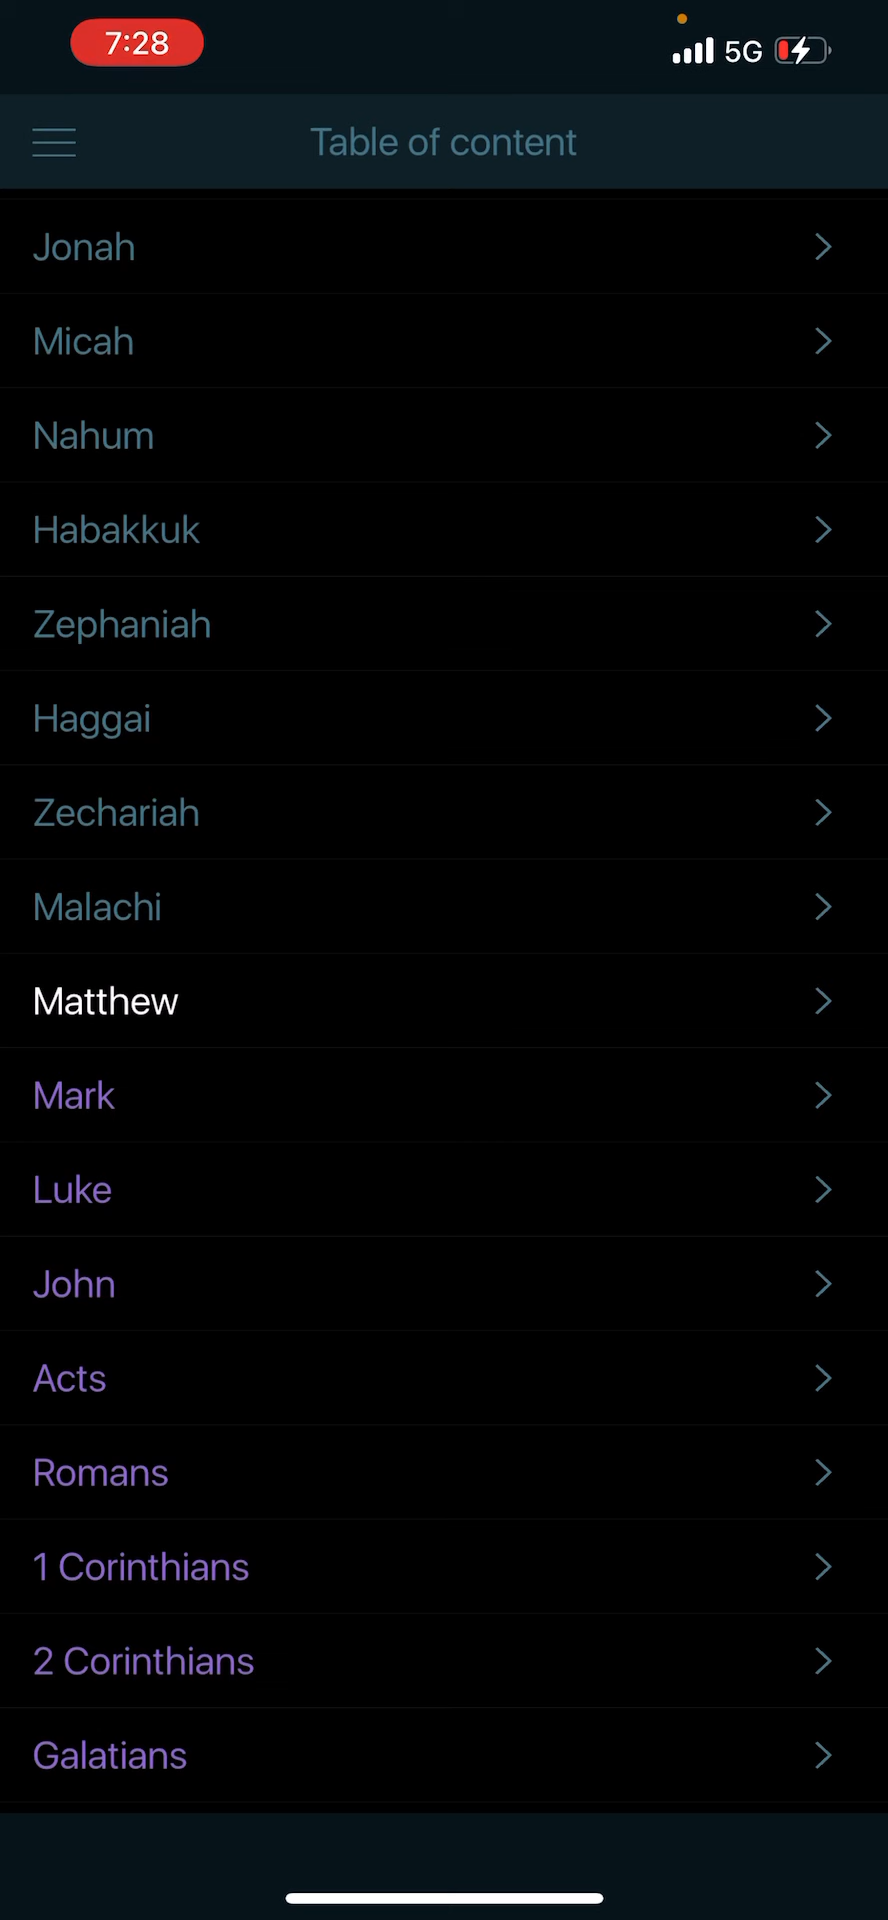 7:28
5G
Table of content
Jonah
Micah
Nahum
Habakkuk
Zephaniah
Haggai
Zechariah
Malachi
Matthew
Mark
Luke
John
Acts
Romans
1 Corinthians
2 Corinthians
Galatians